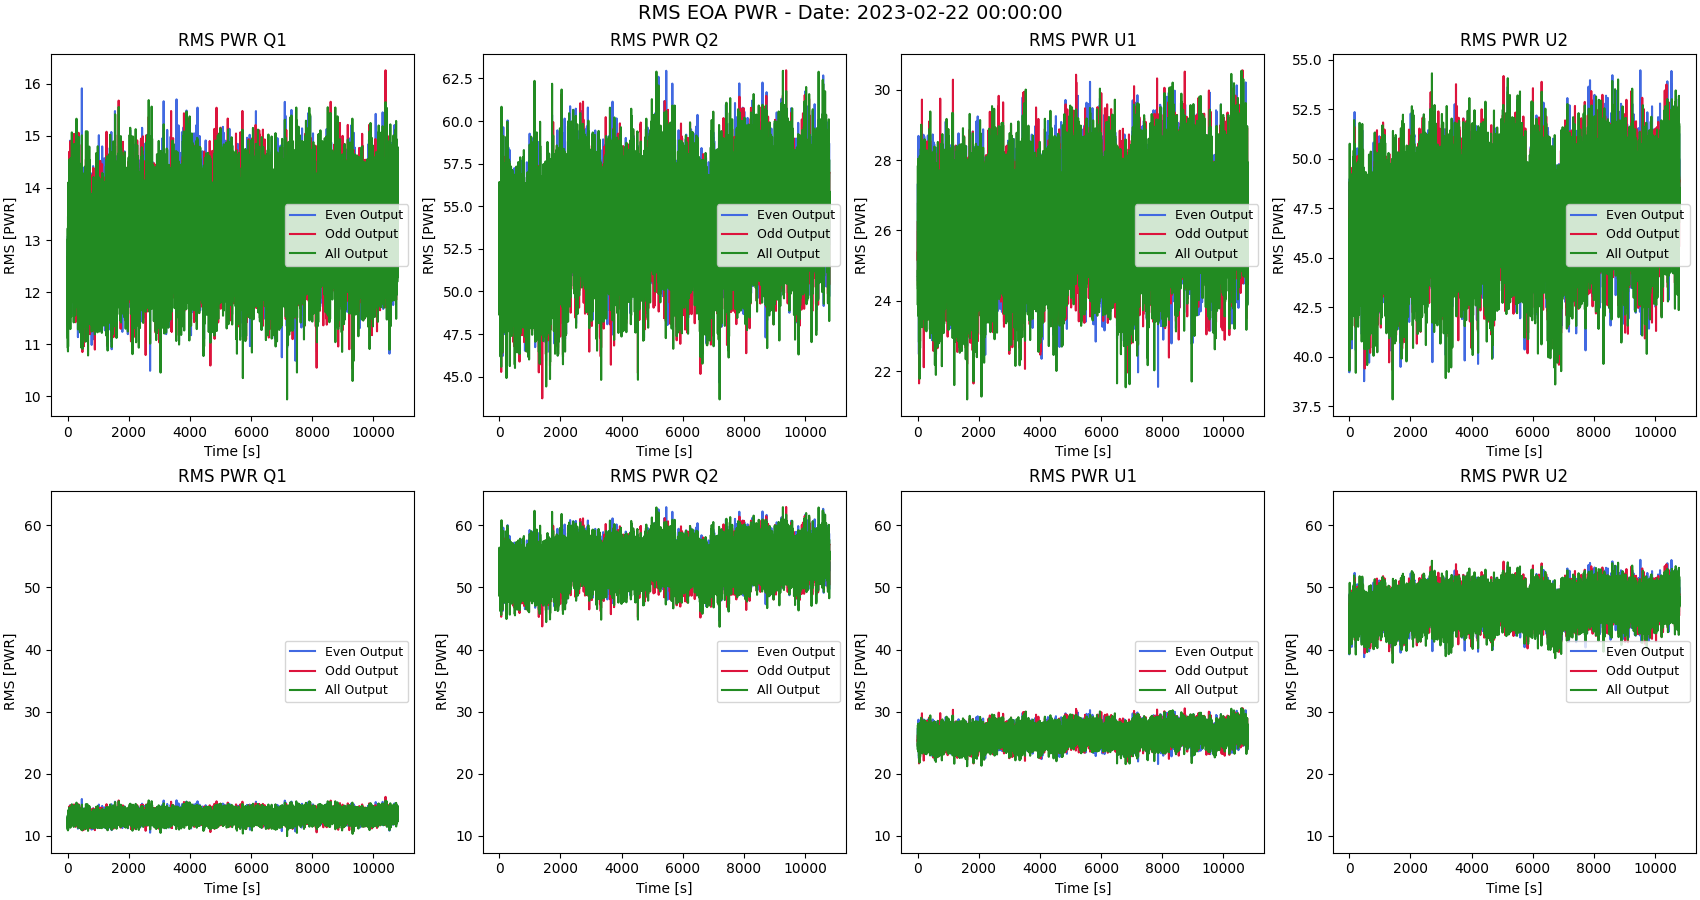 RMS EOA PWR - Date: 2023-02-22 00:00:00
RMS PWR Q1
RMS [PWR]
16
15
14
13
12
11
10
0 2000 4000 6000 8000 10000
Time [s]
Even Output
Odd Output
All Output
RMS PWR Q2
RMS [PWR]
62.5
60.0
57.5
55.0
52.5
50.0
47.5
45.0
0 2000 4000 6000 8000 10000
Time [s]
Even Output
Odd Output
All Output
RMS PWR U1
RMS [PWR]
30
28
26
24
22
0 2000 4000 6000 8000 10000
Time [s]
Even Output
Odd Output
All Output
RMS PWR U2
RMS [PWR]
55.0
52.5
50.0
47.5
45.0
42.5
40.0
37.5
0 2000 4000 6000 8000 10000
Time [s]
Even Output
Odd Output
All Output
RMS PWR Q1
RMS [PWR]
60
50
40
30
20
10
0 2000 4000 6000 8000 10000
Time [s]
Even Output
Odd Output
All Output
RMS PWR Q2
RMS [PWR]
60
50
40
30
20
10
0 2000 4000 6000 8000 10000
Time [s]
Even Output
Odd Output
All Output
RMS PWR U1
RMS [PWR]
60
50
40
30
20
10
0 2000 4000 6000 8000 10000
Time [s]
Even Output
Odd Output
All Output
RMS PWR U2
RMS [PWR]
60
50
40
30
20
10
0 2000 4000 6000 8000 10000
Time [s]
Even Output
Odd Output
All Output